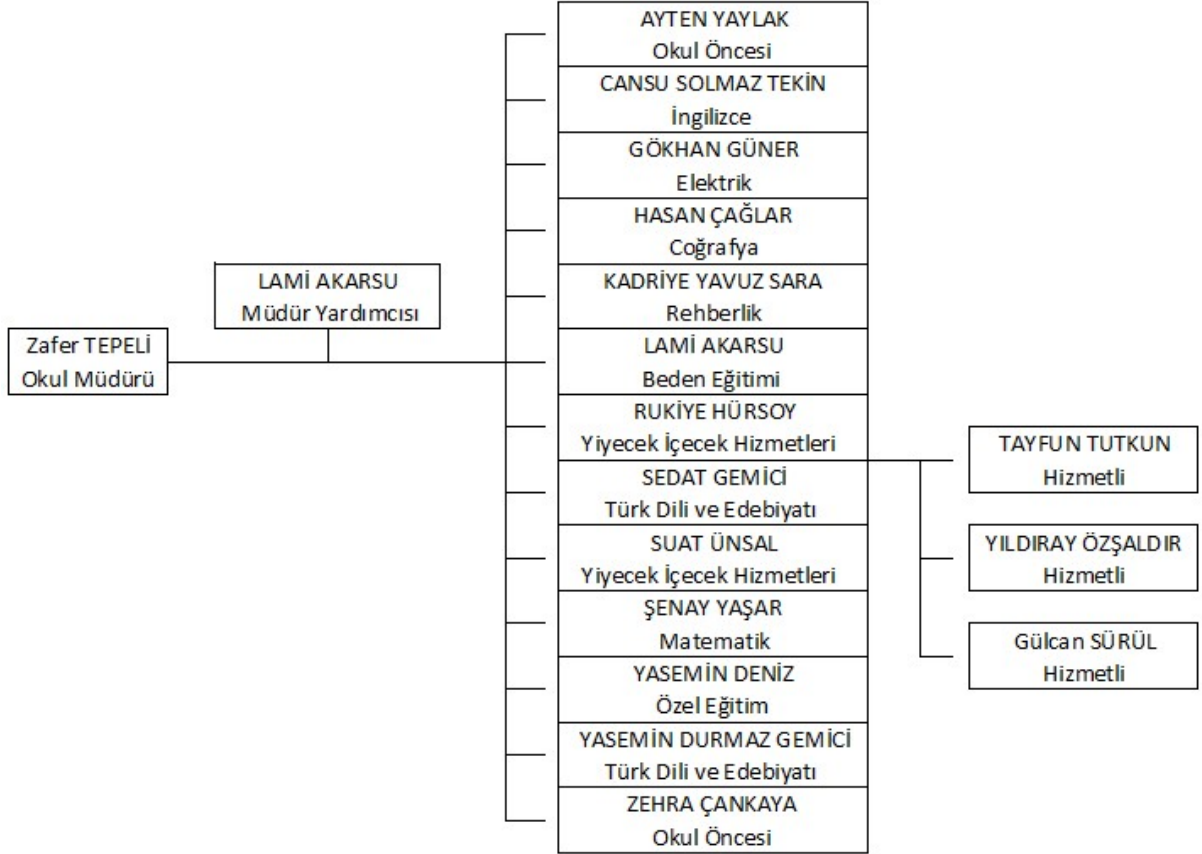 Zafer TEPELİ
Okul Müdürü
LAMİ AKARSU
Müdür Yardımcısı
AYTEN YAYLAK
Okul Öncesi
CANSU SOLMAZ TEKİN
İngilizce
GÖKHAN GÜNER
Elektrik
HASAN ÇAĞLAR
Coğrafya
KADRİYE YAVUZ SARA
Rehberlik
LAMİ AKARSU
Beden Eğitimi
RUKİYE HÜRSOY
Yiyecek İçecek Hizmetleri
SEDAT GEMİCİ
Türk Dili ve Edebiyatı
SUAT ÜNSAL
Yiyecek İçecek Hizmetleri
ŞENAY YAŞAR
Matematik
YASEMİN DENİZ
Özel Eğitim
YASEMİN DURMAZ GEMİCİ
Türk Dili ve Edebiyatı
ZEHRA ÇANKAYA
Okul Öncesi
TAYFUN TUTKUN
Hizmetli
YILDIRAY ÖZŞALDIR
Hizmetli
Gülcan SÜRÜL
Hizmetli